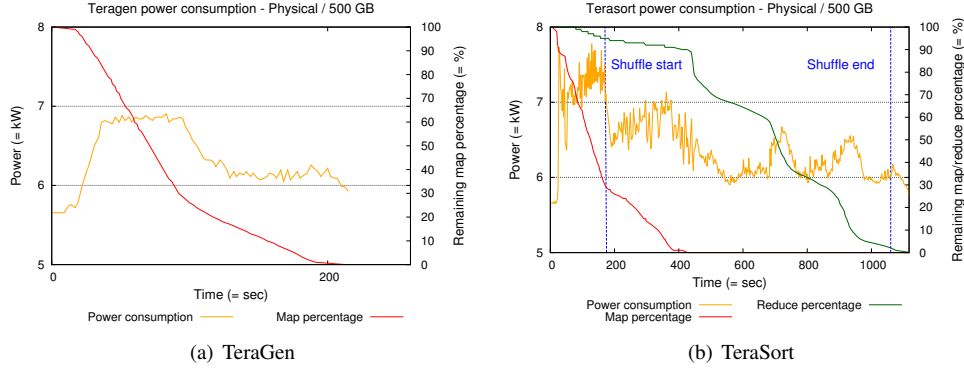 Teragen power consumption - Physical / 500 GB
8
7
6
5
Power (= kW)
100
90
80
70
60
50
40
30
20
10
0
Remaining map percentage (= %)
0
200
Time (= sec)
Power consumption
Map percentage
(a) TeraGen
Terasort power consumption - Physical / 500 GB
8
7
6
5
Power (= kW)
Shuffle start
Shuffle end
100
90
80
70
60
50
40
30
20
10
0
Remaining map/reduce percentage (= %)
0
200
400
600
800
1000
Time (= sec)
Power consumption
Map percentage
Reduce percentage
(b) TeraSort